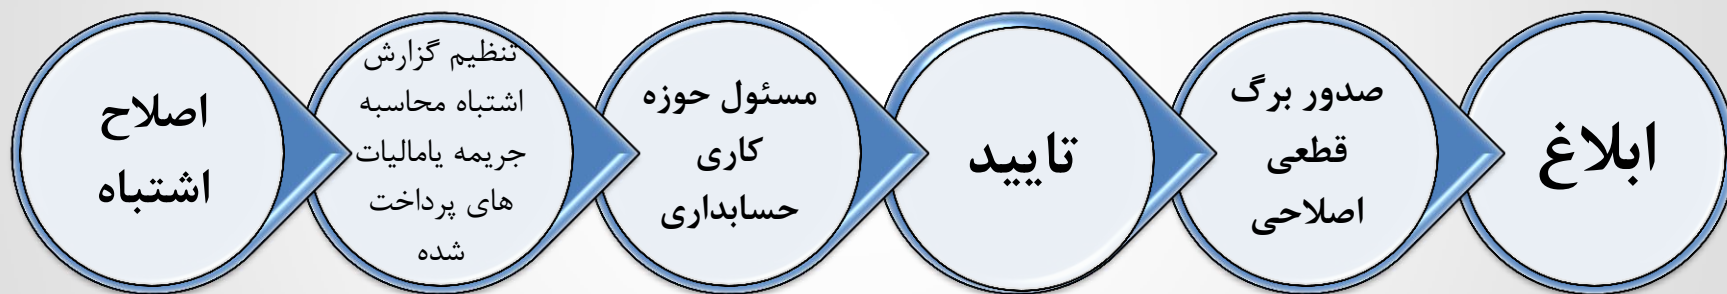 اصلاح
اشتباه
تنظیم گزارش
اشتباه محاسبه
جریمه یامالیات
های پرداخت
شده
مسئول حوزه
کاری
حسابداری
تایید
صدور برگ
قطعی
اصلاحی
ابلاغ